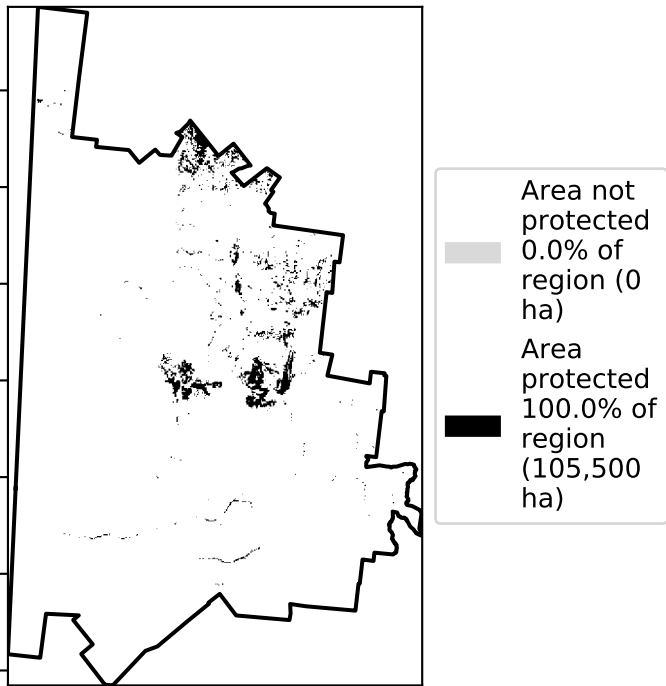 Area not
protected
0.0% of
region (0
ha)
Area
protected
100.0% of
region
(105,500
ha)